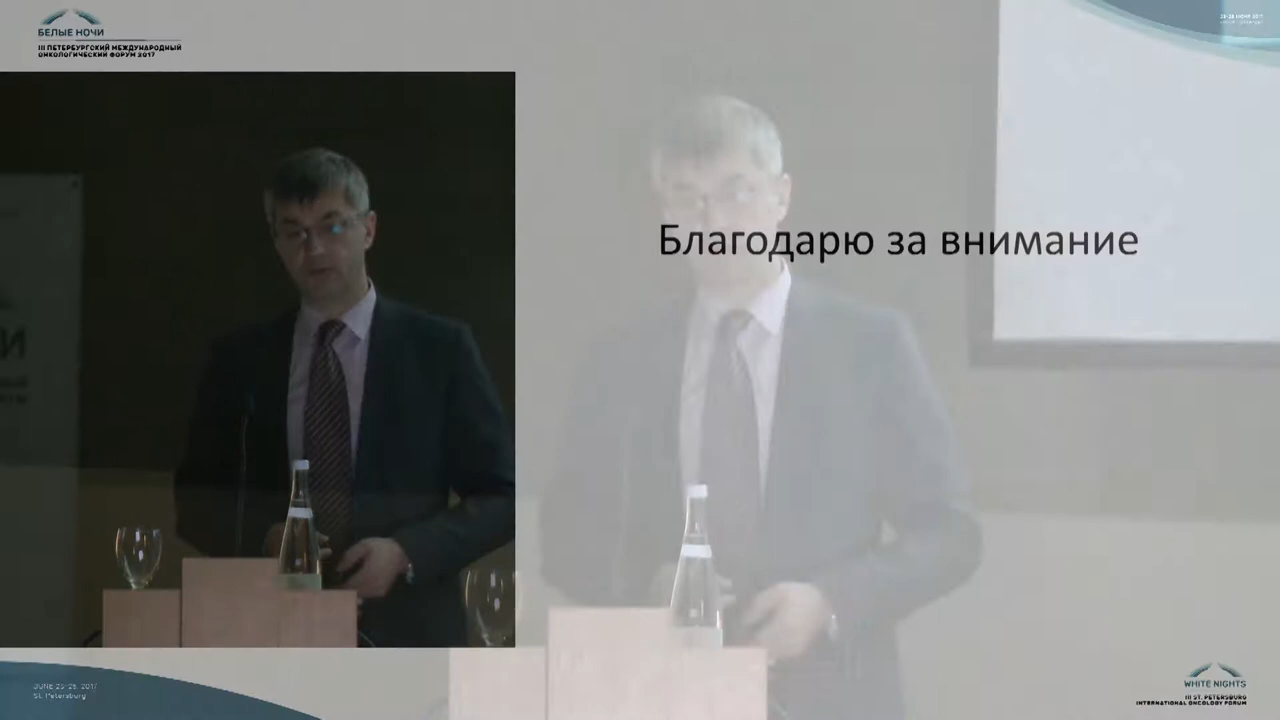 БЕЛЫЕ НОЧИ
III ПЕТЕРБУРГСКИЙ МЕЖДУНАРОДНЫЙ
ОНКОЛОГИЧЕСКИЙ ФОРУМ 2017
Благодарю за внимание
И
JUNE 23-26, 2017
St. Petersburg
WHITE NIGHTS
III ST. PETERSBURG
INTERNATIONAL ONCOLOGY FORUM